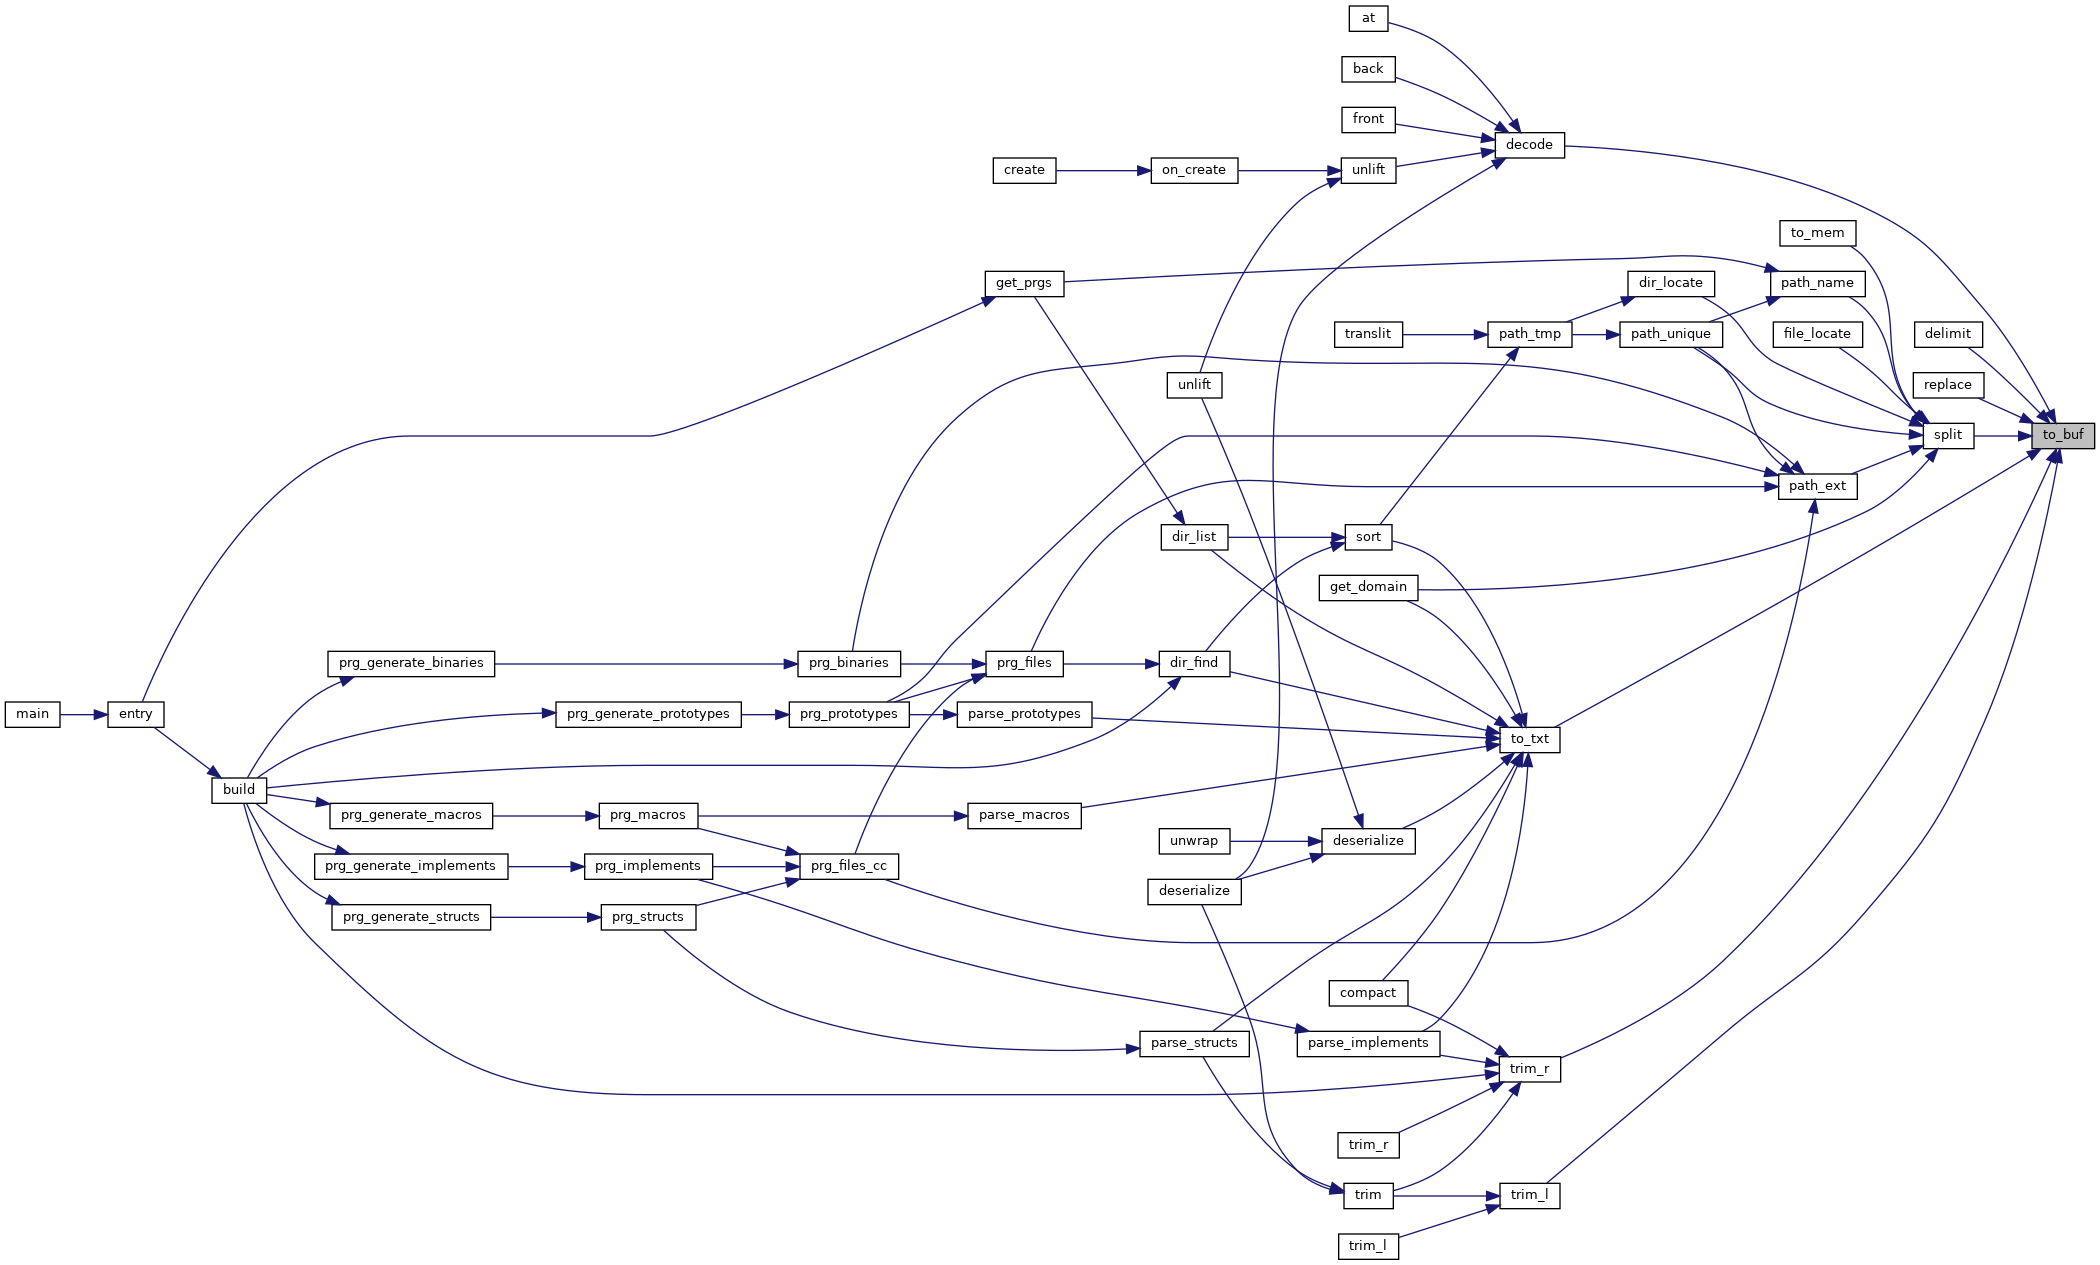 at
back
front
decode
create
on_create
unlift
to_mem
get_prgs
dir_locate
path_name
translit
path_tmp
path_unique
file_locate
delimit
unlift
replace
split
to_buf
path_ext
dir_list
sort
get_domain
prg_generate_binaries
prg_binaries
prg_files
dir_find
main
entry
prg_generate_prototypes
prg_prototypes
parse_prototypes
to_txt
build
prg_generate_macros
prg_macros
parse_macros
unwrap
deserialize
prg_generate_implements
prg_implements
prg_files_cc
deserialize
prg_generate_structs
prg_structs
compact
parse_structs
parse_implements
trim_r
trim_r
trim
trim_l
trim_l